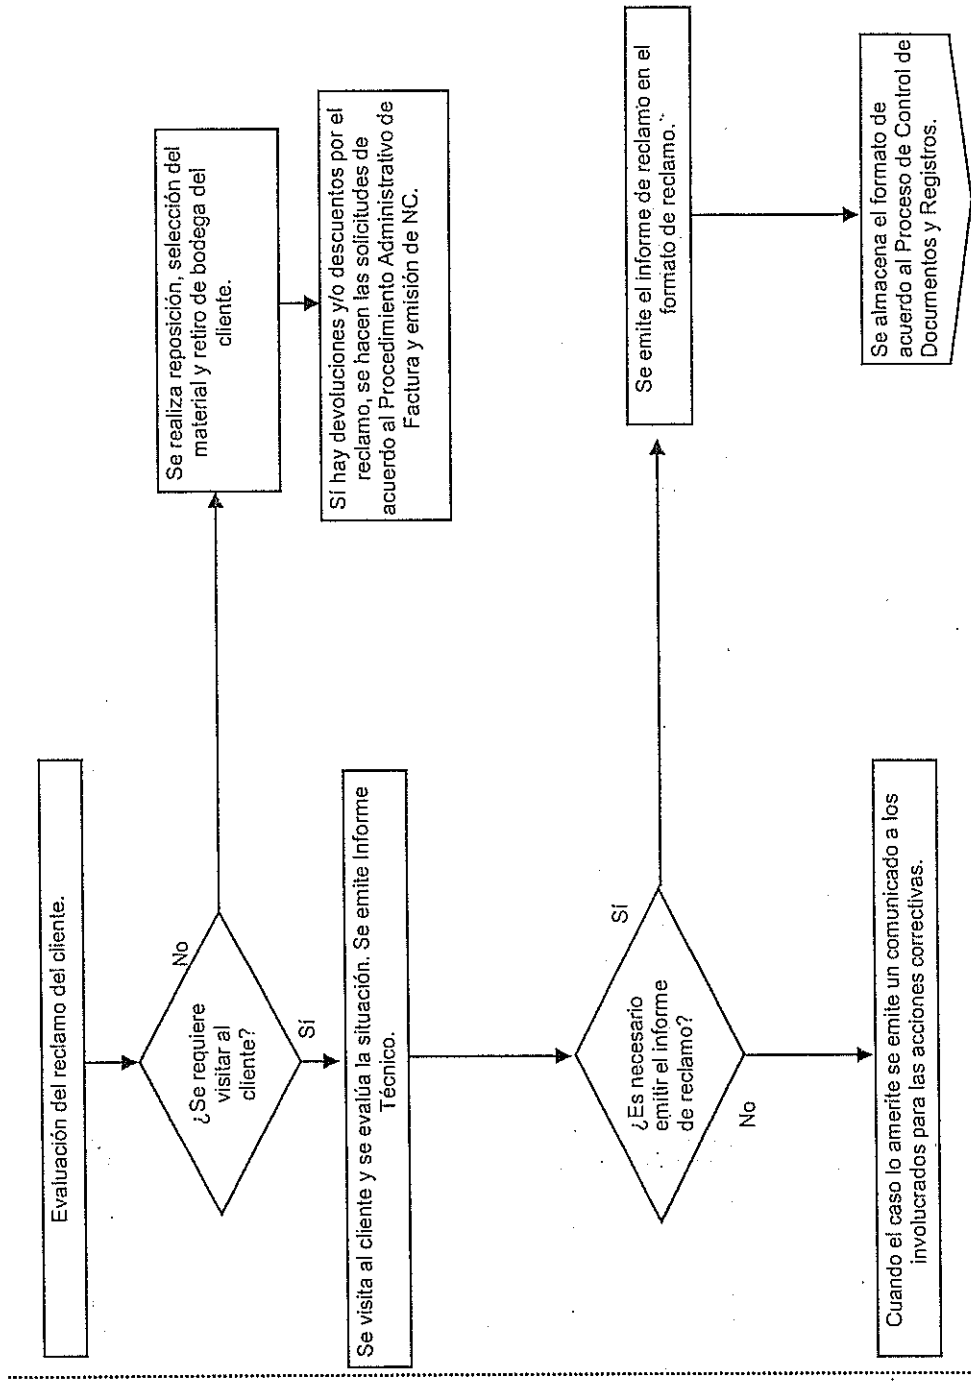 Evaluación del reclamo del cliente.
¿Se requiere
visitar al
cliente?
No
Sí
Se realiza reposición, selección del
material y retiro de bodega del
cliente.
Sí hay devoluciones y/o descuentos por el
reclamo, se hacen las solicitudes de
acuerdo al Procedimiento Administrativo de
Factura y emisión de NC.
Se visita al cliente y se evalúa la situación. Se emite Informe
Técnico.
¿Es necesario
emitir el informe
de reclamo?
Sí
No
Se emite el informe de reclamo en el
formato de reclamo.
Se almacena el formato de
acuerdo al Proceso de Control de
Documentos y Registros.
Cuando el caso lo amerite se emite un comunicado a los
involucrados para las acciones correctivas.